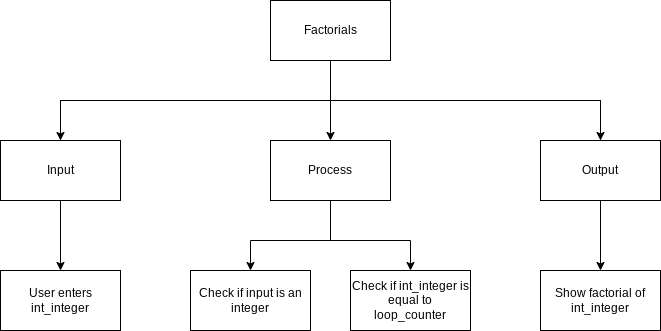 Factorials
Input
Process
Output
User enters
int_integer
Check if input is an
integer
Check if int_integer is
equal to
loop_counter
Show factorial of
int_integer